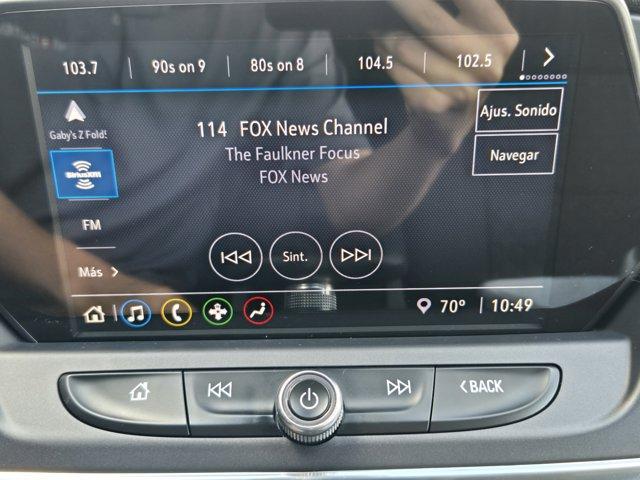 103.7 90s on 9 80s on 8 104.5 102.5
Gaby's Z Fold!
Ajus. Sonido
114 FOX News Channel
The Faulkner Focus
FOX News
Navegar
SiriusXM
FM
Más
Sint.
70° 10:49
BACK